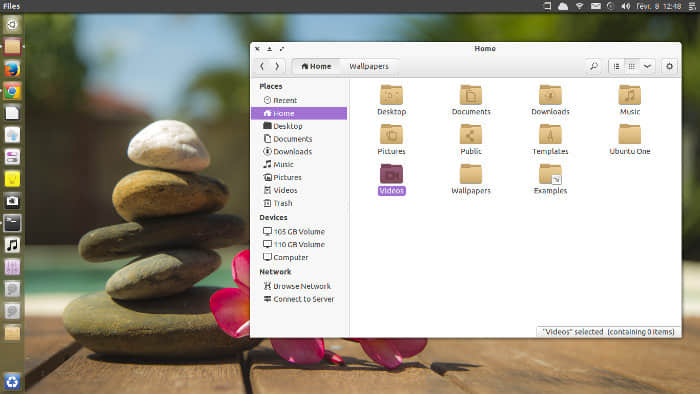 Files
févr. 8 12:48
Home
Home
Wallpapers
Places
Recent
Home
Desktop
Documents
Downloads
Music
Pictures
Videos
Trash
Devices
105 GB Volume
110 GB Volume
Computer
Network
Browse Network
Connect to Server
Desktop
Documents
Downloads
Music
Pictures
Public
Templates
Ubuntu One
Videos
Wallpapers
Examples
"Videos" selected (containing 0 items)